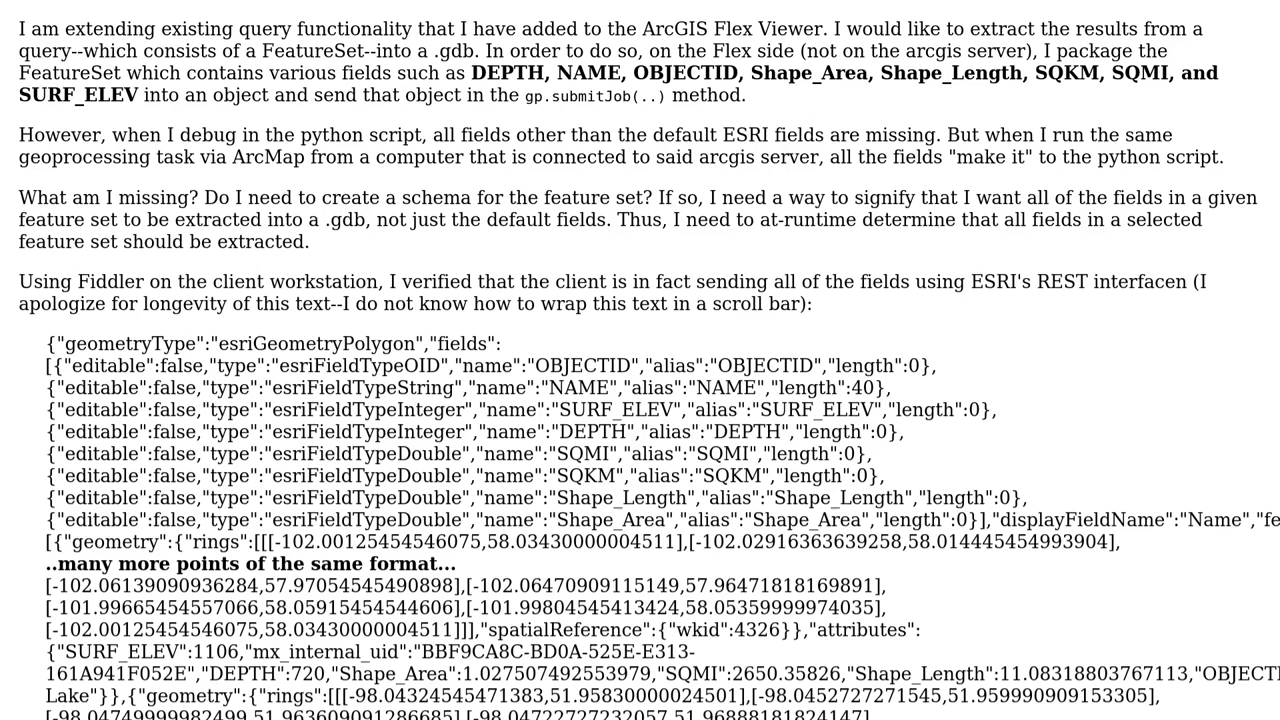 I am extending existing query functionality that I have added to the ArcGIS Flex Viewer. I would like to extract the results from a
query--which consists of a FeatureSet--into a .gdb. In order to do so, on the Flex side (not on the arcgis server), I package the
FeatureSet which contains various fields such as DEPTH, NAME, OBJECTID, Shape_Area, Shape_Length, SQKM, SQMI, and
SURF_ELEV into an object and send that object in the gp.submitJob(..) method.
However, when I debug in the python script, all fields other than the default ESRI fields are missing. But when I run the same
geoprocessing task via ArcMap from a computer that is connected to said arcgis server, all the fields "make it" to the python script.
What am I missing? Do I need to create a schema for the feature set? If so, I need a way to signify that I want all of the fields in a given
feature set to be extracted into a .gdb, not just the default fields. Thus, I need to at-runtime determine that all fields in a selected
feature set should be extracted.
Using Fiddler on the client workstation, I verified that the client is in fact sending all of the fields using ESRI's REST interfacen (I
apologize for longevity of this text--I do not know how to wrap this text in a scroll bar):
{"geometryType":"esriGeometryPolygon","fields":
[{"editable":false,"type":"esriFieldTypeOID","name":"OBJECTID","alias":"OBJECTID","length":0},
{"editable":false,"type":"esriFieldTypeString","name":"NAME","alias":"NAME","length":40},
{"editable":false,"type":"esriFieldTypeInteger","name":"SURF_ELEV","alias":"SURF_ELEV","length":0},
{"editable":false,"type":"esriFieldTypeInteger","name":"DEPTH","alias":"DEPTH","length":0},
{"editable":false,"type":"esriFieldTypeDouble","name":"SQMI","alias":"SQMI","length":0},
{"editable":false,"type":"esriFieldTypeDouble","name":"SQKM","alias":"SQKM","length":0},
{"editable":false,"type":"esriFieldTypeDouble","name":"Shape_Length","alias":"Shape_Length","length":0},
{"editable":false,"type":"esriFieldTypeDouble","name":"Shape_Area","alias":"Shape_Area","length":0}],"displayFieldName":"Name","fe
[{"geometry":{"rings":[[[-102.00125454546075,58.03430000004511],[-102.02916363639258,58.014445454993904],
..many more points of the same format...
[-102.06139090936284,57.97054545490898],[-102.06470909115149,57.96471818169891],
[-101.99665454557066,58.05915454544606],[-101.99804545413424,58.05359999974035],
[-102.00125454546075,58.03430000004511]]],"spatialReference":{"wkid":4326}},"attributes":
{"SURF_ELEV":1106,"mx_internal_uid":"BBF9CA8C-BD0A-525E-E313-
161A941F052E","DEPTH":720,"Shape_Area":1.027507492553979,"SQMI":2650.35826,"Shape_Length":11.08318803767113,"OBJECTI
Lake"}},{"geometry":{"rings":[[[-98.04324545471383,51.95830000024501],[-98.0452727271545,51.959990909153305],
[-98.04749999982499,51.963609091286685],[-98.04722727232057,51.96888181824147],